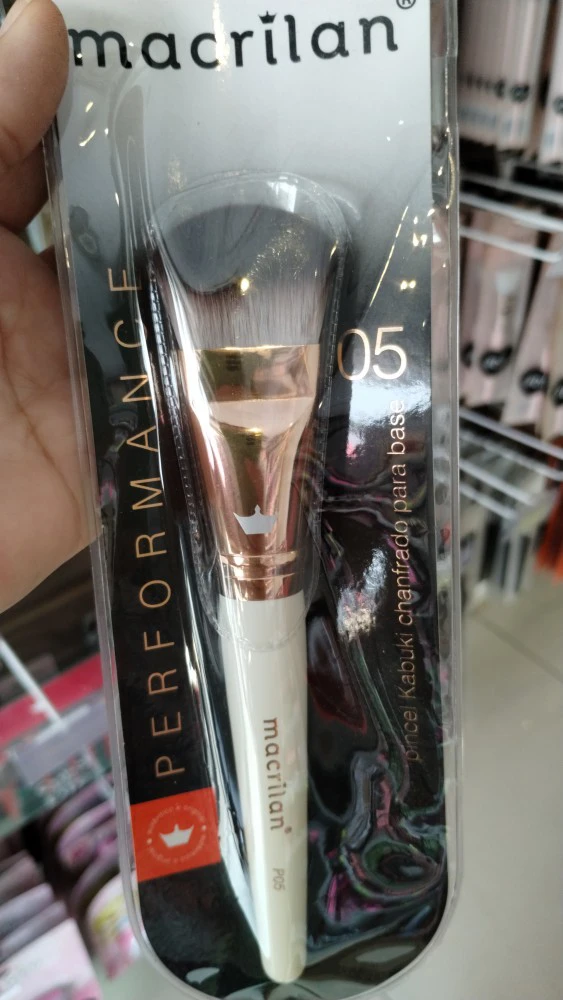 macrilan®
PERFORMANCE
05
pincel Kabuki chanfrado para base
macrilan®
P05